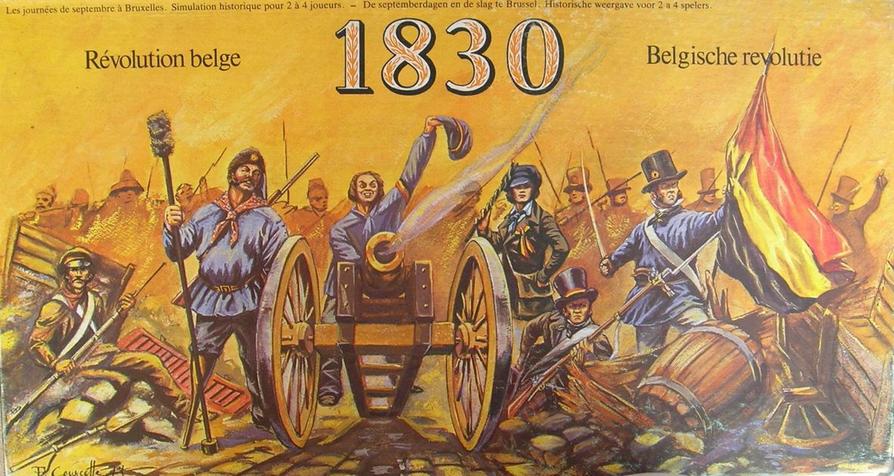 Les journées de septembre à Bruxelles. Simulation historique pour 2 à 4 joueurs. – De septemberdagen en de slag te Brussel. Historische weergave voor 2 a 4 spelers.
1830
Révolution belge
Belgische revolutie